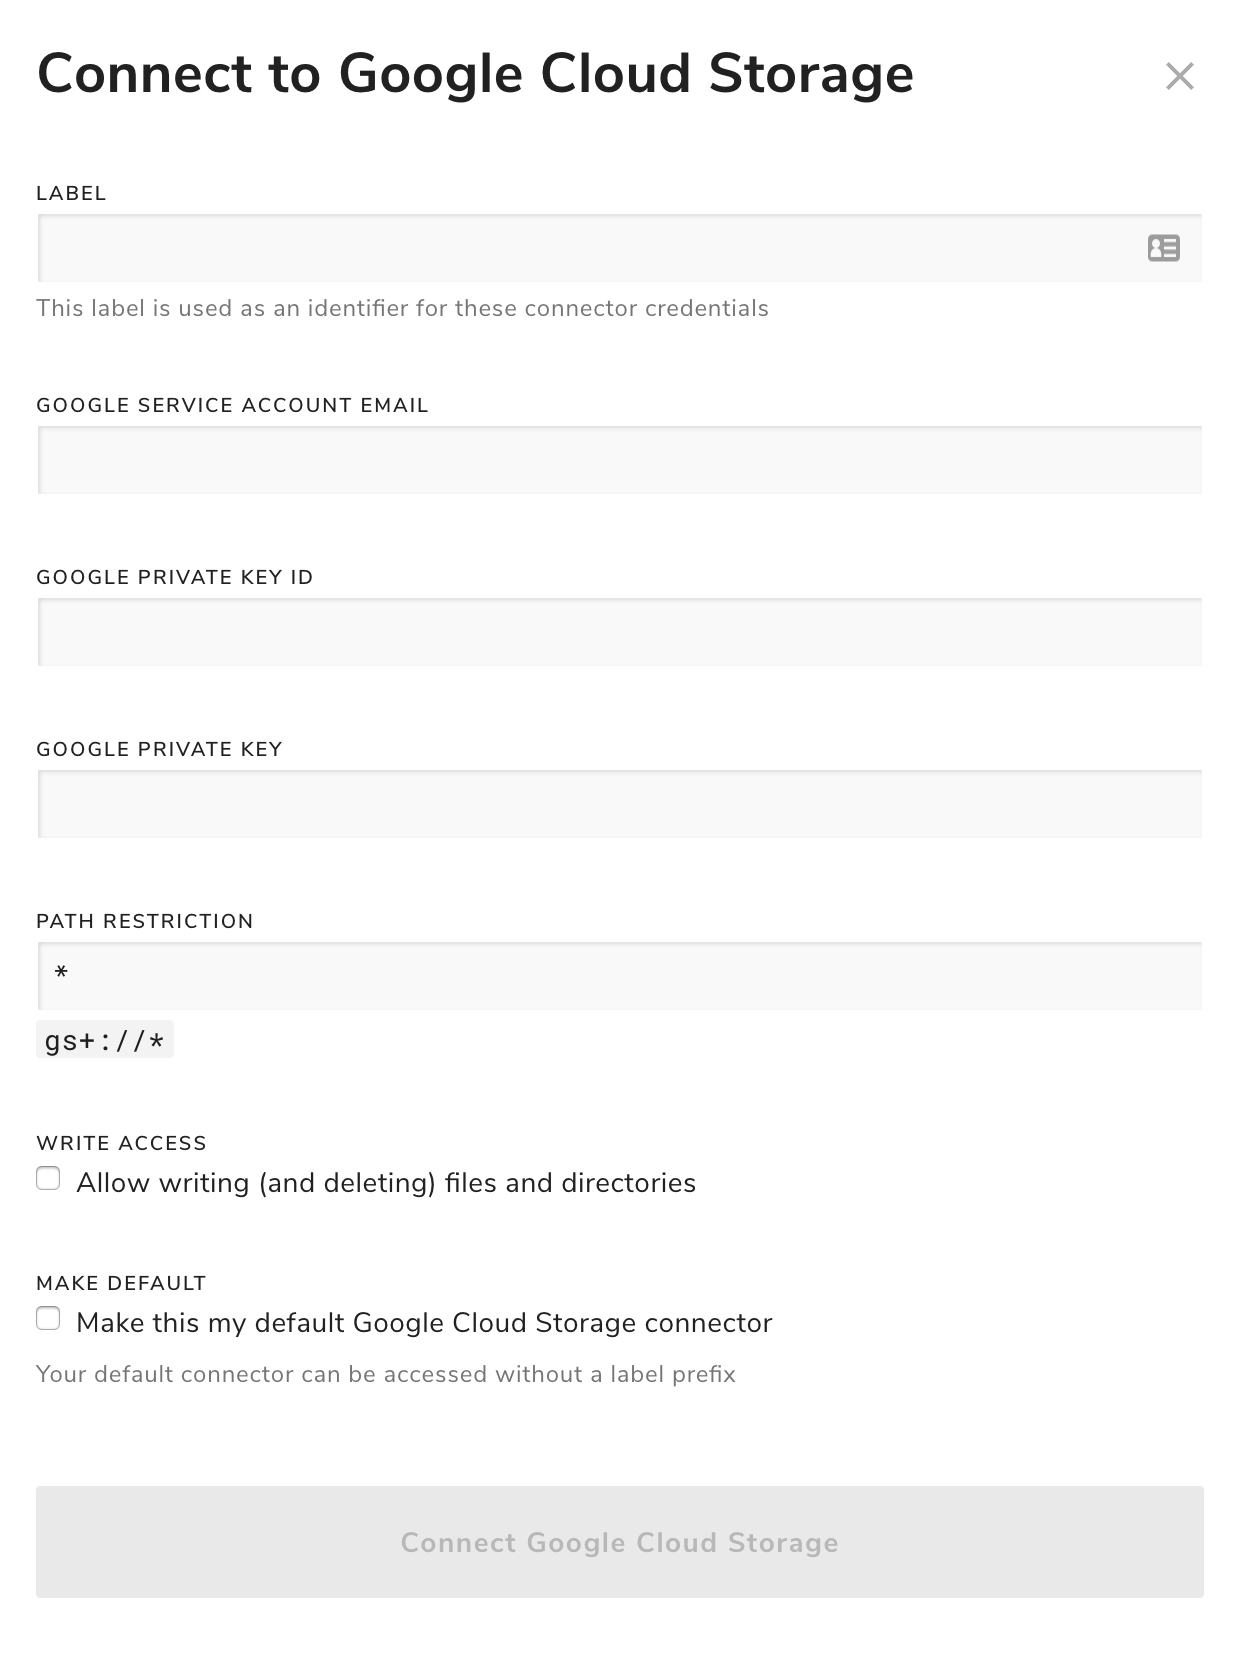 Connect to Google Cloud Storage
LABEL
This label is used as an identifier for these connector credentials
GOOGLE SERVICE ACCOUNT EMAIL
GOOGLE PRIVATE KEY ID
GOOGLE PRIVATE KEY
PATH RESTRICTION
*
gs+://*
WRITE ACCESS
Allow writing (and deleting) files and directories
MAKE DEFAULT
Make this my default Google Cloud Storage connector
Your default connector can be accessed without a label prefix
Connect Google Cloud Storage